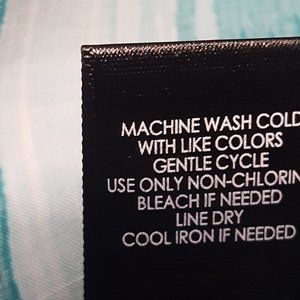 MACHINE WASH COLD
WITH LIKE COLORS
GENTLE CYCLE
USE ONLY NON-CHLORIN
BLEACH IF NEEDED
LINE DRY
COOL IRON IF NEEDED